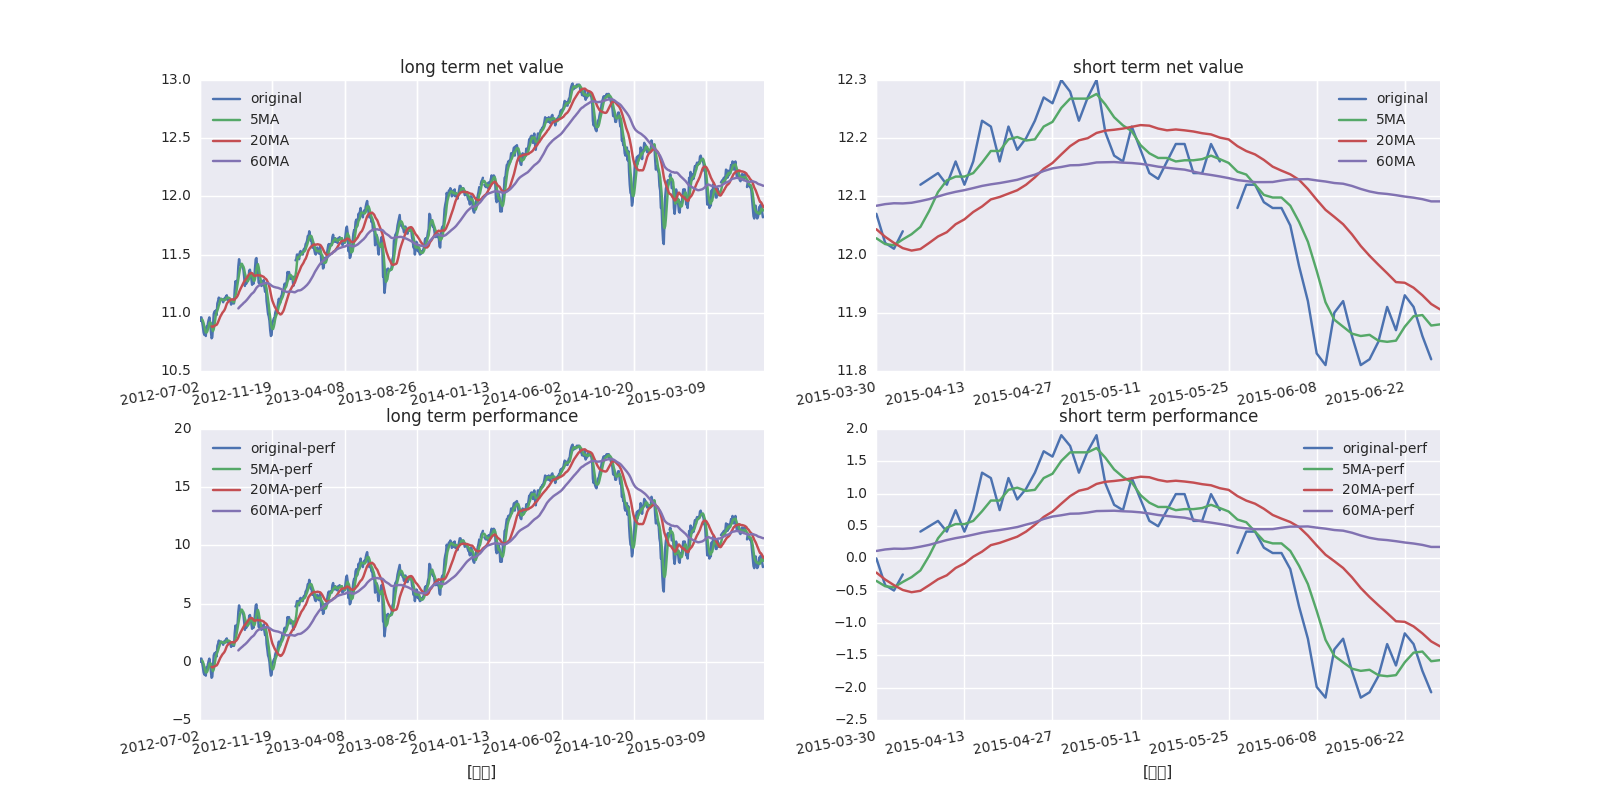 long term net value
13.0
12.5
12.0
11.5
11.0
10.5
original
5MA
20MA
60MA
2012-07-02 2012-11-19 2013-04-08 2013-08-26 2014-01-13 2014-06-02 2014-10-20 2015-03-09
short term net value
12.3
12.2
12.1
12.0
11.9
11.8
original
5MA
20MA
60MA
2015-03-30 2015-04-13 2015-04-27 2015-05-11 2015-05-25 2015-06-08 2015-06-22
long term performance
20
15
10
5
0
−5
original-perf
5MA-perf
20MA-perf
60MA-perf
2012-07-02 2012-11-19 2013-04-08 2013-08-26 2014-01-13 2014-06-02 2014-10-20 2015-03-09
[▯▯]
short term performance
2.0
1.5
1.0
0.5
0.0
−0.5
−1.0
−1.5
−2.0
−2.5
original-perf
5MA-perf
20MA-perf
60MA-perf
2015-03-30 2015-04-13 2015-04-27 2015-05-11 2015-05-25 2015-06-08 2015-06-22
[▯▯]